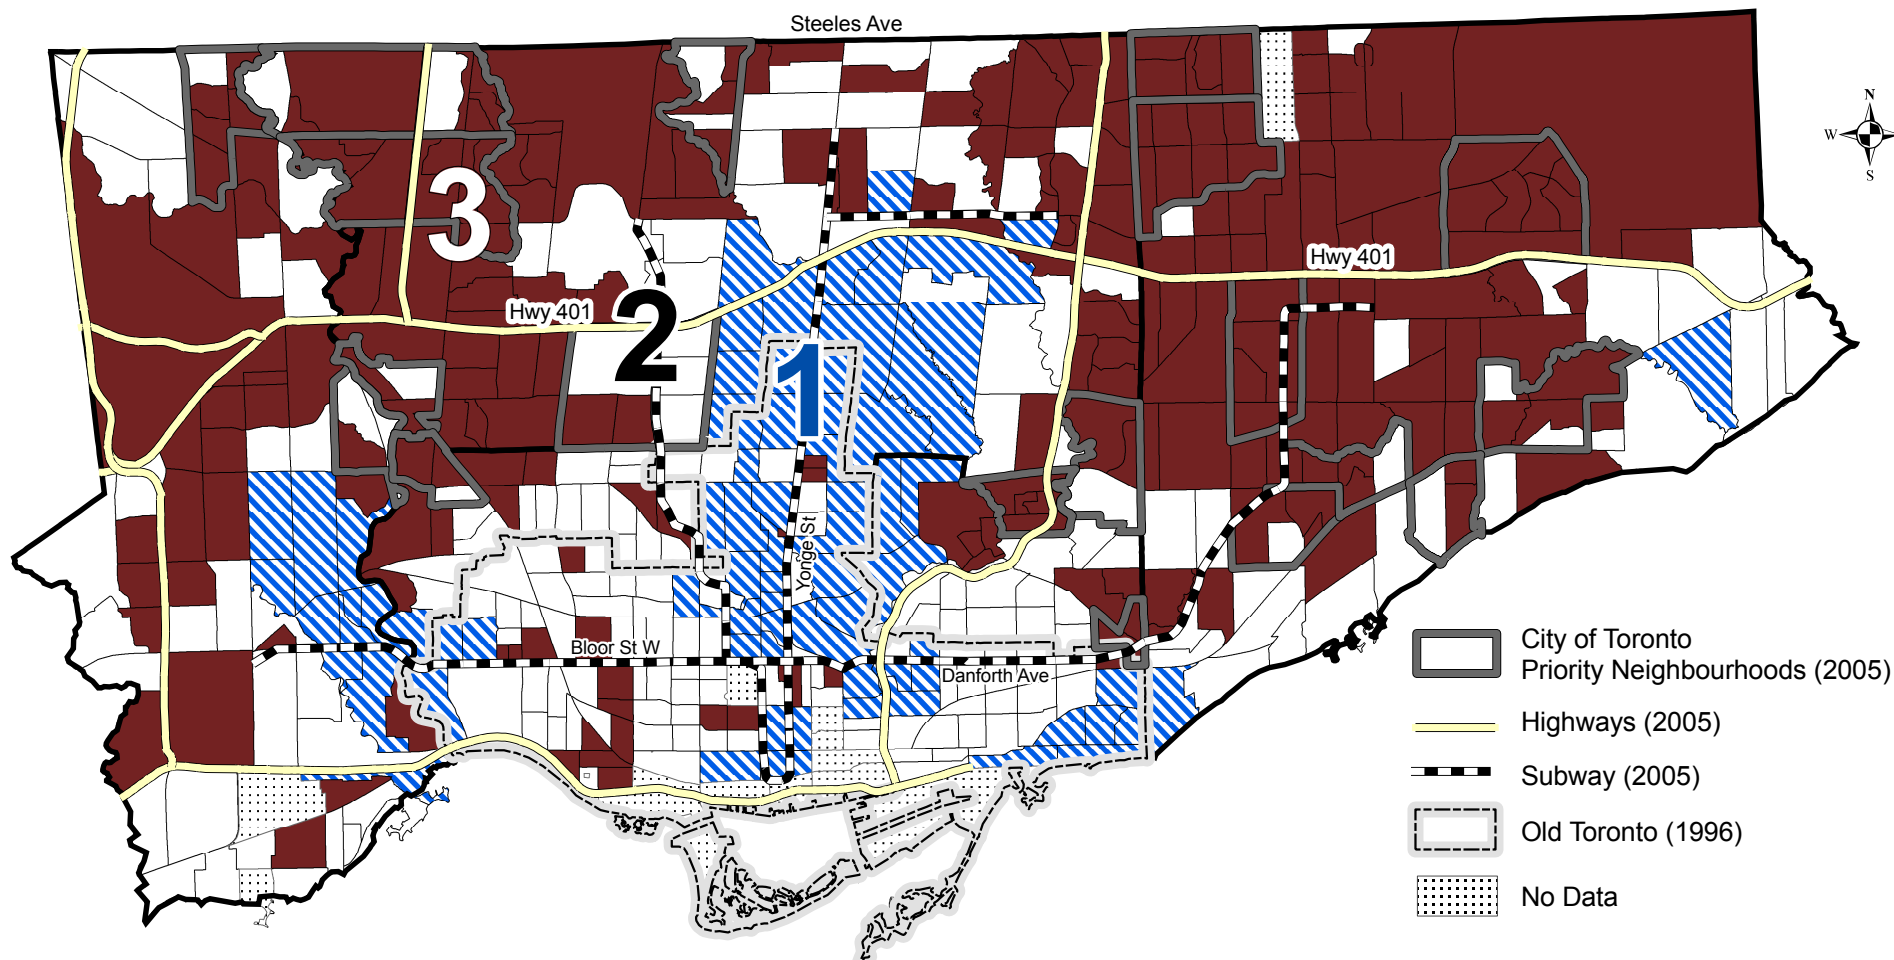 Steeles Ave
N
W
S
3
Hwy 401
Hwy 401
2
1
Yonge St
Bloor St W
Danforth Ave
City of Toronto
Priority Neighbourhoods (2005)
Highways (2005)
Subway (2005)
Old Toronto (1996)
No Data